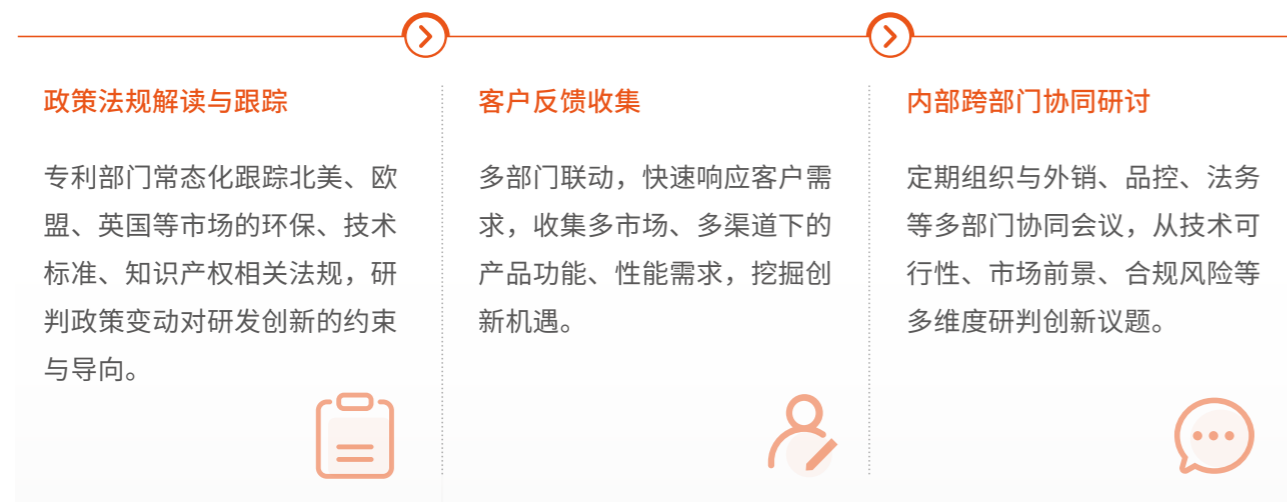 政策法规解读与跟踪
专利部门常态化跟踪北美、欧
盟、英国等市场的环保、技术
标准、知识产权相关法规，研
判政策变动对研发创新的约束
与导向。
客户反馈收集
多部门联动，快速响应客户需
求，收集多市场、多渠道下的
产品功能、性能需求，挖掘创
新机遇。
内部跨部门协同研讨
定期组织与外销、品控、法务
等多部门协同会议，从技术可
行性、市场前景、合规风险等
多维度研判创新议题。